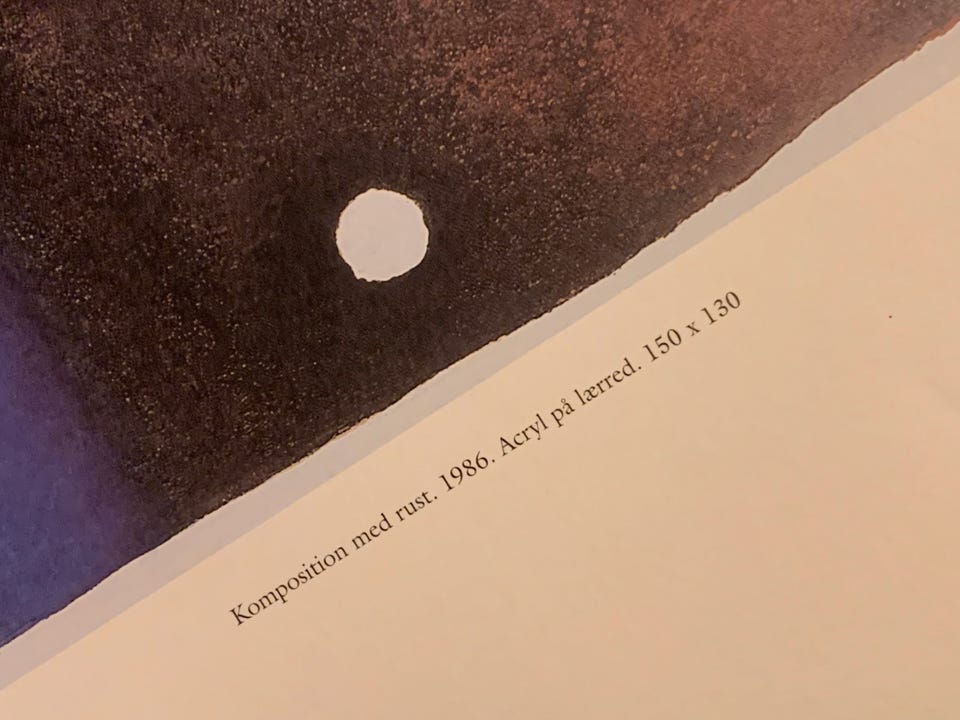 Komposition med rust. 1986. Acryl på lærred. 150 x 130